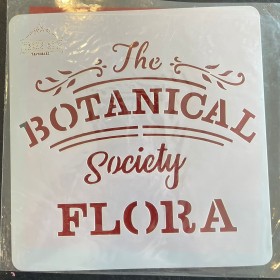 The
BOTANICAL
Society
FLORA